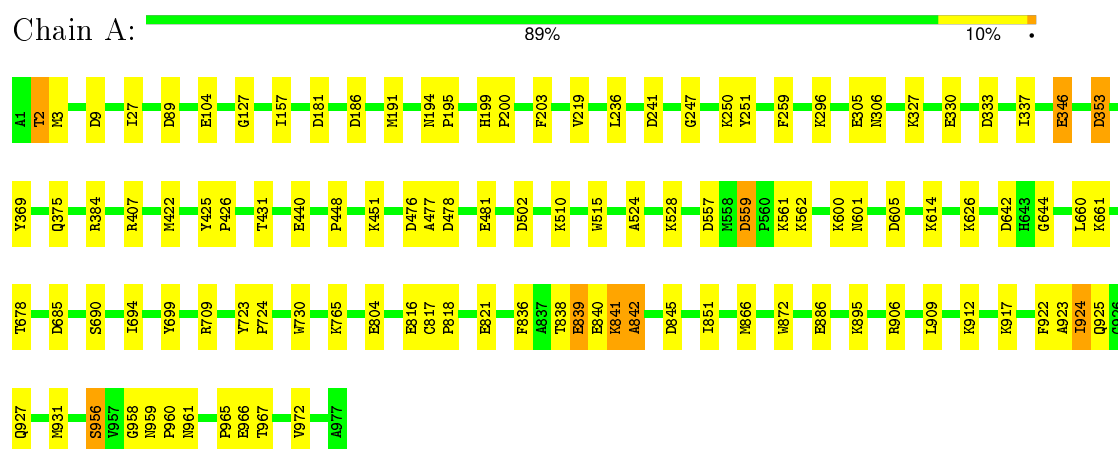 Chain A:
89% 10% •
A1 T2 M3 D9 I27 D89 E104 G127 I157 D181 D186 M191 N194 P195 H199 P200 F203 V219 L236 D241 G247 K250 Y251 F259 K296 E305 N306 K327 E330 D333 I337 E346 D353
Y369 Q375 R384 R407 M422 Y425 P426 T431 E440 P448 K451 D476 A477 D478 E481 D502 K510 W515 A524 K528 D557 M558 D559 P560 K561 K562 K600 N601 D605 K614 K626 D642 H643 G644 L660 K661
T678 D685 S690 I694 Y699 R709 Y723 P724 W730 K765 E804 E816 G817 P818 E821 F836 A837 T838 E839 E840 K841 A842 D845 I851 M866 W872 E886 K895 R906 L909 K912 K917 F922 A923 I924 Q925 G926
Q927 M931 S956 V957 G958 N959 P960 N961 P965 E966 T967 V972 A977